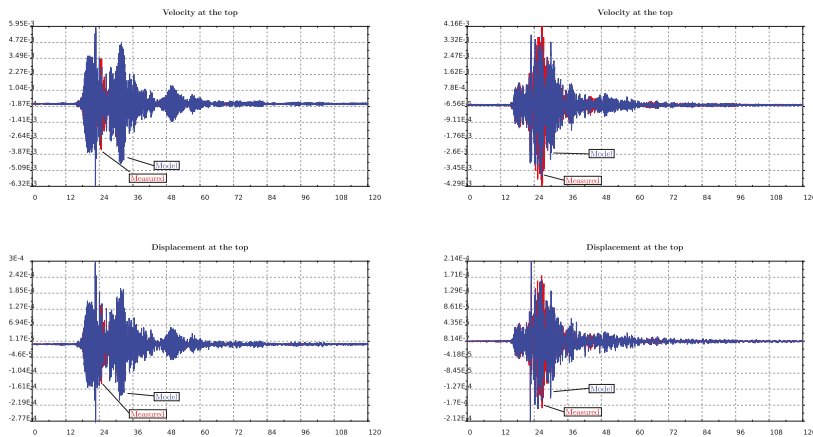 Velocity at the top
5.95E-3
4.72E-3
3.49E-3
2.27E-3
1.04E-3
-1.87E-4
-1.41E-3
-2.64E-3
-3.87E-3
-5.09E-3
-6.32E-3
Model
Measured
0 12 24 36 48 60 72 84 96 108 120
Velocity at the top
4.16E-3
3.32E-3
2.47E-3
1.62E-3
7.8E-4
-6.56E-5
-9.11E-4
-1.76E-3
-2.6E-3
-3.45E-3
-4.29E-3
Model
Measured
0 12 24 36 48 60 72 84 96 108 120
Displacement at the top
3E-4
2.42E-4
1.85E-4
1.27E-4
6.94E-5
1.17E-5
-4.6E-5
-1.04E-4
-1.61E-4
-2.19E-4
-2.77E-4
Model
Measured
0 12 24 36 48 60 72 84 96 108 120
Displacement at the top
2.14E-4
1.71E-4
1.29E-4
8.61E-5
4.35E-5
8.14E-7
-4.18E-5
-8.45E-5
-1.27E-4
-1.7E-4
-2.12E-4
Model
Measured
0 12 24 36 48 60 72 84 96 108